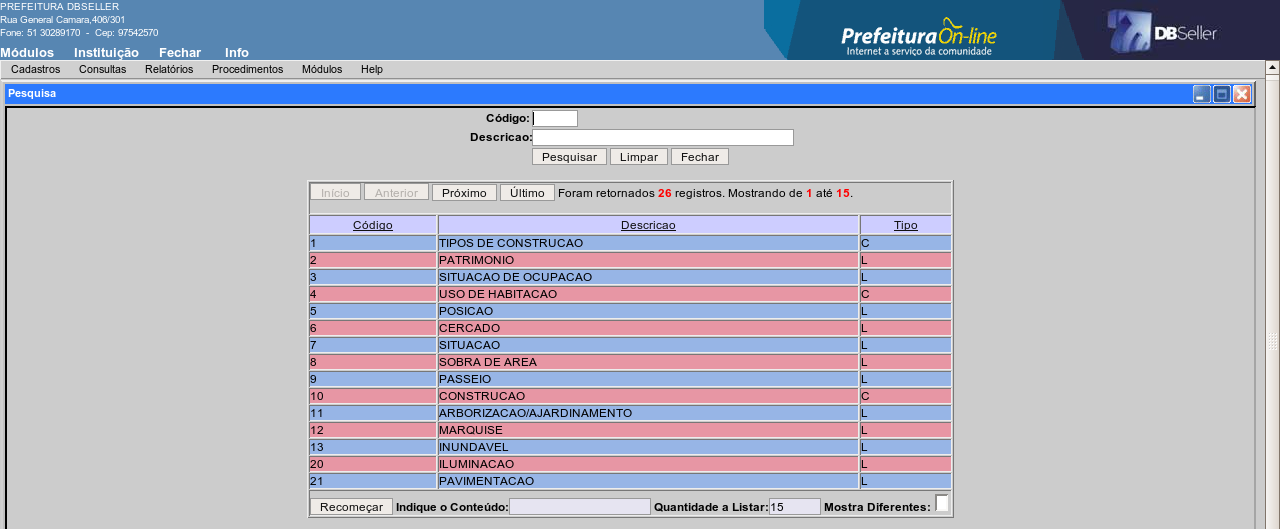 PREFEITURA DBSELLER
Rua General Camara,406/301
Fone: 51 30289170 - Cep: 97542570
Prefeitura On-line
Internet a serviço da comunidade
DBSeller
Módulos Instituição Fechar Info
Cadastros Consultas Relatórios Procedimentos Módulos Help
Pesquisa
Código:
Descricao:
Pesquisar Limpar Fechar
Início Anterior Próximo Último Foram retornados 26 registros. Mostrando de 1 até 15.
Código Descricao Tipo
1 TIPOS DE CONSTRUCAO C
2 PATRIMONIO L
3 SITUACAO DE OCUPACAO L
4 USO DE HABITACAO C
5 POSICAO L
6 CERCADO L
7 SITUACAO L
8 SOBRA DE AREA L
9 PASSEIO L
10 CONSTRUCAO C
11 ARBORIZACAO/AJARDINAMENTO L
12 MARQUISE L
13 INUNDAVEL L
20 ILUMINACAO L
21 PAVIMENTACAO L
Recomeçar Indique o Conteúdo: Quantidade a Listar: 15 Mostra Diferentes: